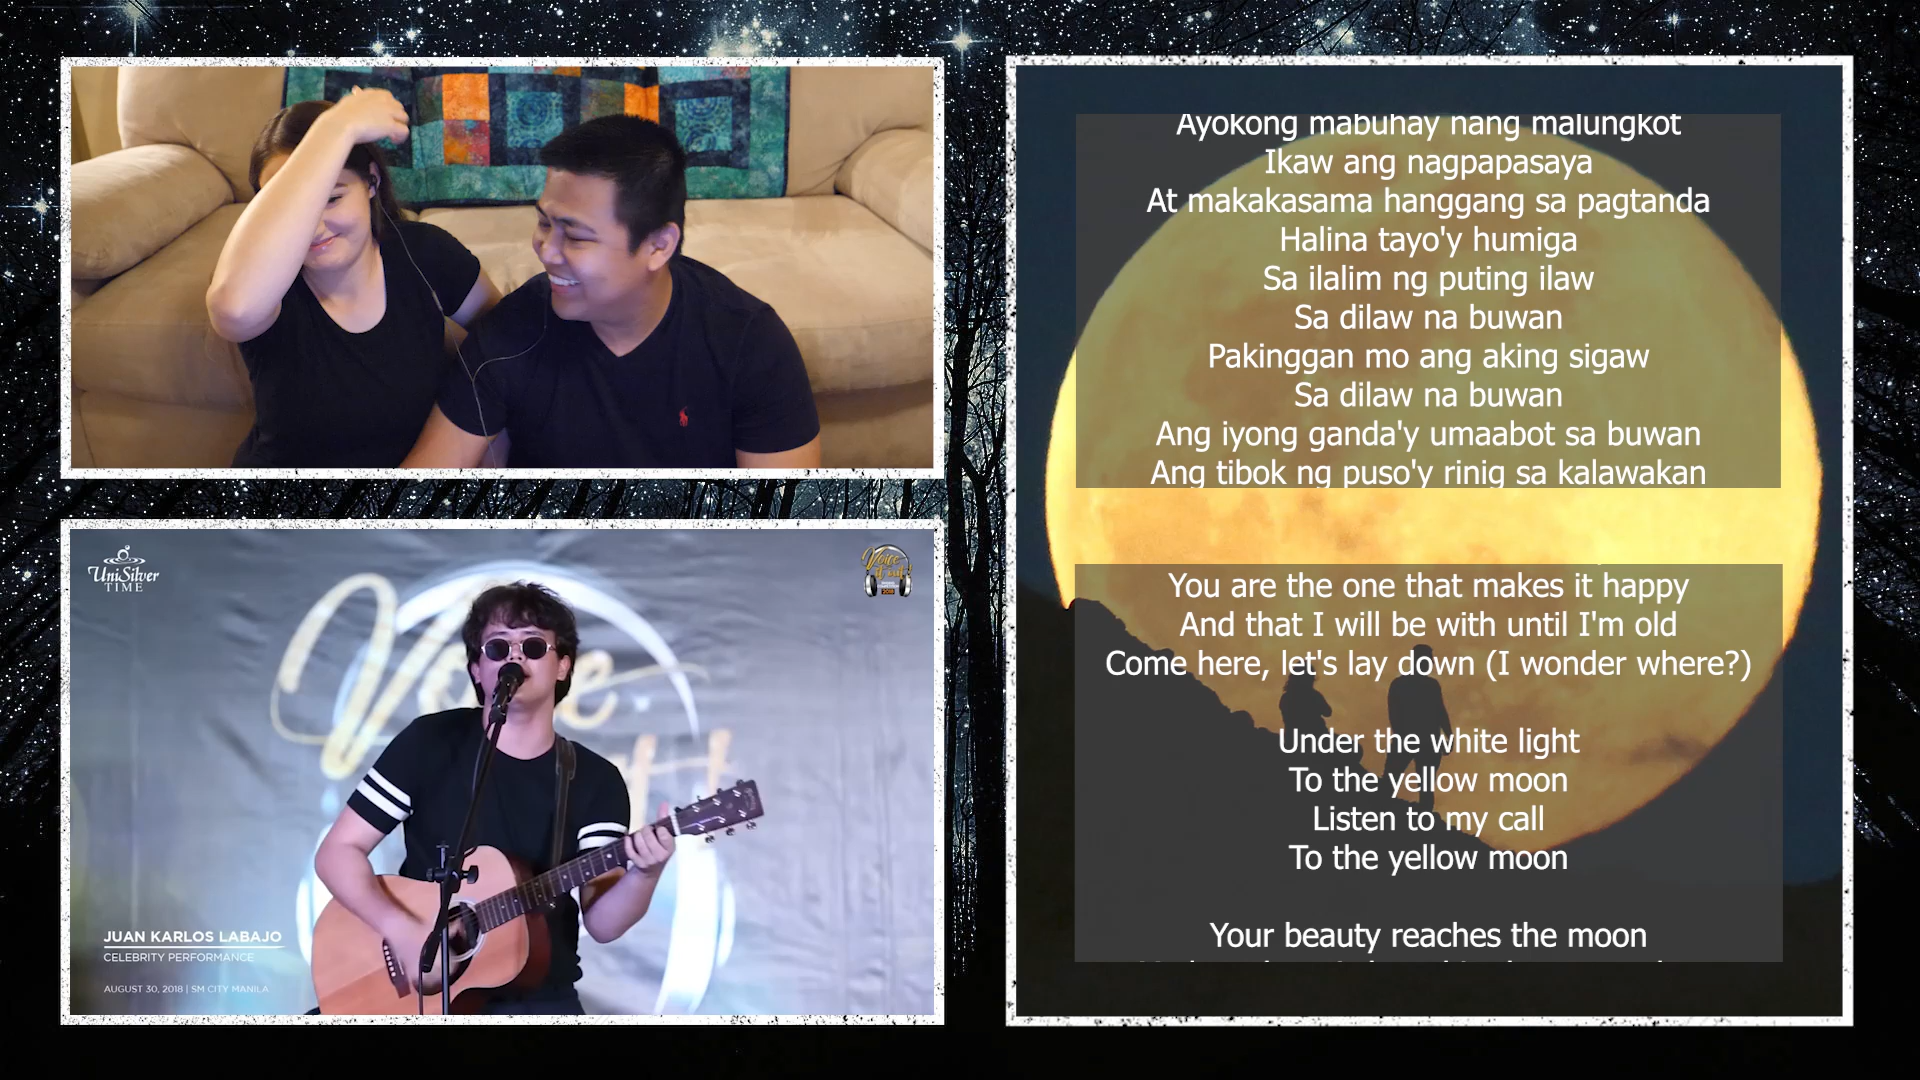 Ayokong mabuhay nang malungkot
Ikaw ang nagpapasaya
At makakasama hanggang sa pagtanda
Halina tayo'y humiga
Sa ilalim ng puting ilaw
Sa dilaw na buwan
Pakinggan mo ang aking sigaw
Sa dilaw na buwan
Ang iyong ganda'y umaabot sa buwan
Ang tibok ng puso'y rinig sa kalawakan
You are the one that makes it happy
And that I will be with until I'm old
Come here, let's lay down (I wonder where?)
Under the white light
To the yellow moon
Listen to my call
To the yellow moon
Your beauty reaches the moon
UniSilver
TIME
Voice
it out!
2018
Voice
JUAN KARLOS LABAJO
CELEBRITY PERFORMANCE
AUGUST 30, 2018 | SM CITY MANILA